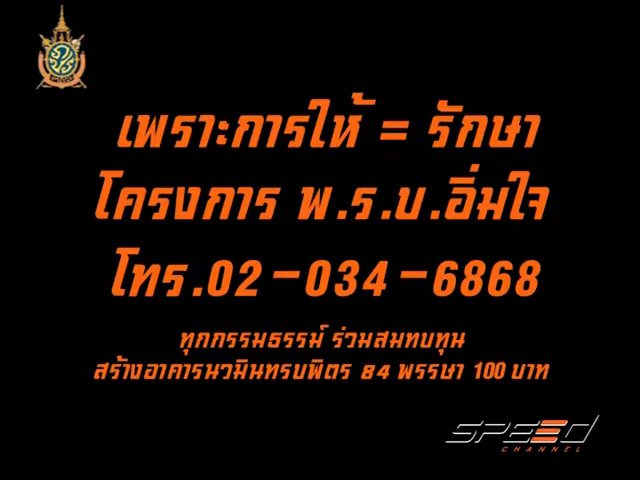 เพราะการให้ = รักษา
โครงการ พ.ร.บ.อิ่มใจ
โทร.02-034-6868
ทุกกรรมธรรม์ ร่วมสมทบทุน
สร้างอาคารนวมินทรบพิตร 84 พรรษา 100 บาท
SPEED
CHANNEL